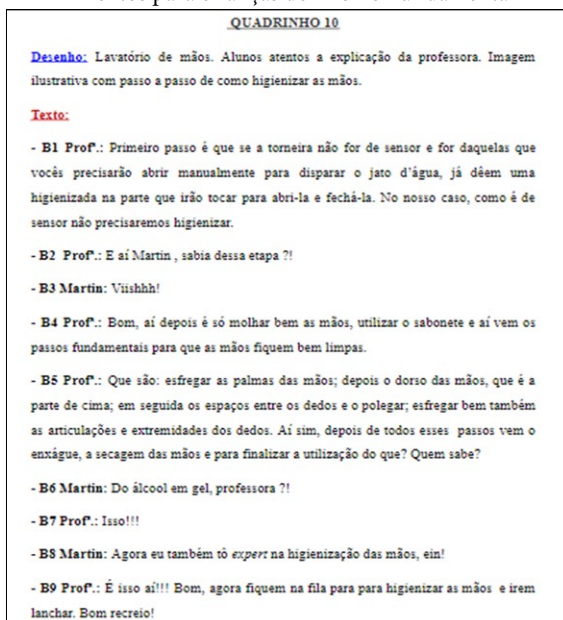 QUADRINHO 10
Desenho: Lavatório de mãos. Alunos atentos a explicação da professora. Imagem
ilustrativa com passo a passo de como higienizar as mãos.
Texto:
- B1 Profª.: Primeiro passo é que se a torneira não for de sensor e for daquelas que
vocês precisarão abrir manualmente para disparar o jato d'água, já dêem uma
higienizada na parte que irão tocar para abri-la e fechá-la. No nosso caso, como é de
sensor não precisaremos higienizar.
- B2 Profª.: E aí Martin , sabia dessa etapa ?!
- B3 Martin: Viishhh!
- B4 Profª.: Bom, aí depois é só molhar bem as mãos, utilizar o sabonete e aí vem os
passos fundamentais para que as mãos fiquem bem limpas.
- B5 Profª.: Que são: esfregar as palmas das mãos; depois o dorso das mãos, que é a
parte de cima; em seguida os espaços entre os dedos e o polegar; esfregar bem também
as articulações e extremidades dos dedos. Aí sim, depois de todos esses passos vem o
enxágue, a secagem das mãos e para finalizar a utilização do que? Quem sabe?
- B6 Martin: Do álcool em gel, professora ?!
- B7 Profª.: Isso!!!
- B8 Martin: Agora eu também tô expert na higienização das mãos, ein!
- B9 Profª.: É isso aí!!! Bom, agora fiquem na fila para para higienizar as mãos e irem
lanchar. Bom recreio!